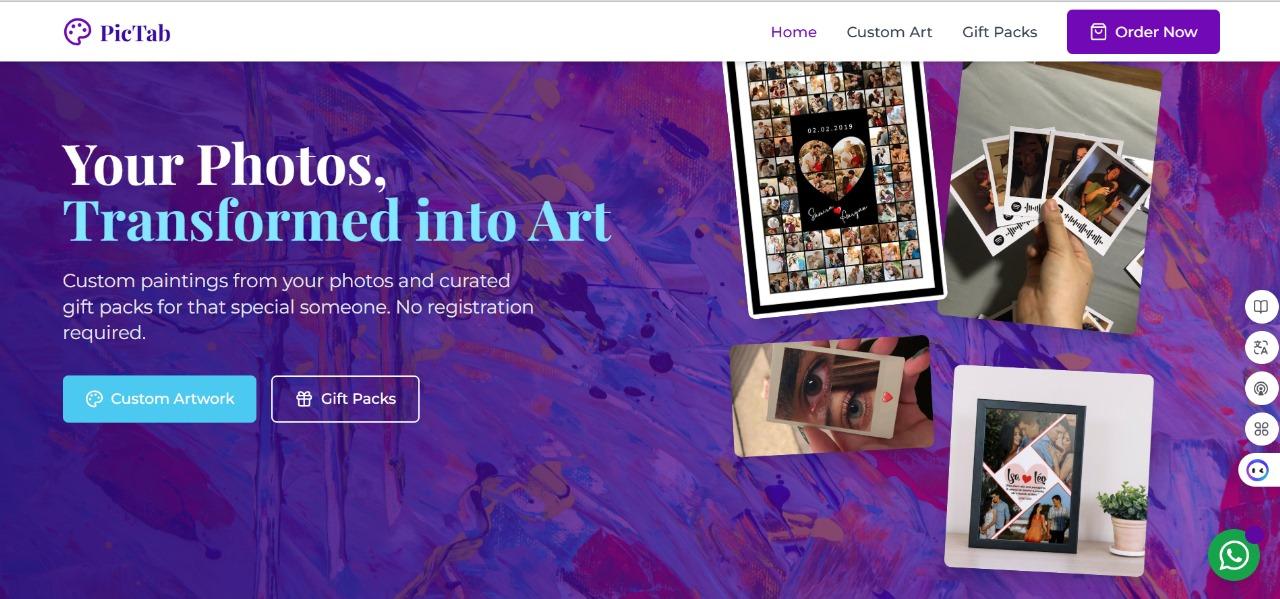 PicTab
Home
Custom Art
Gift Packs
Order Now
Your Photos,
Transformed into Art
Custom paintings from your photos and curated
gift packs for that special someone. No registration
required.
Custom Artwork
Gift Packs
02.02.2019